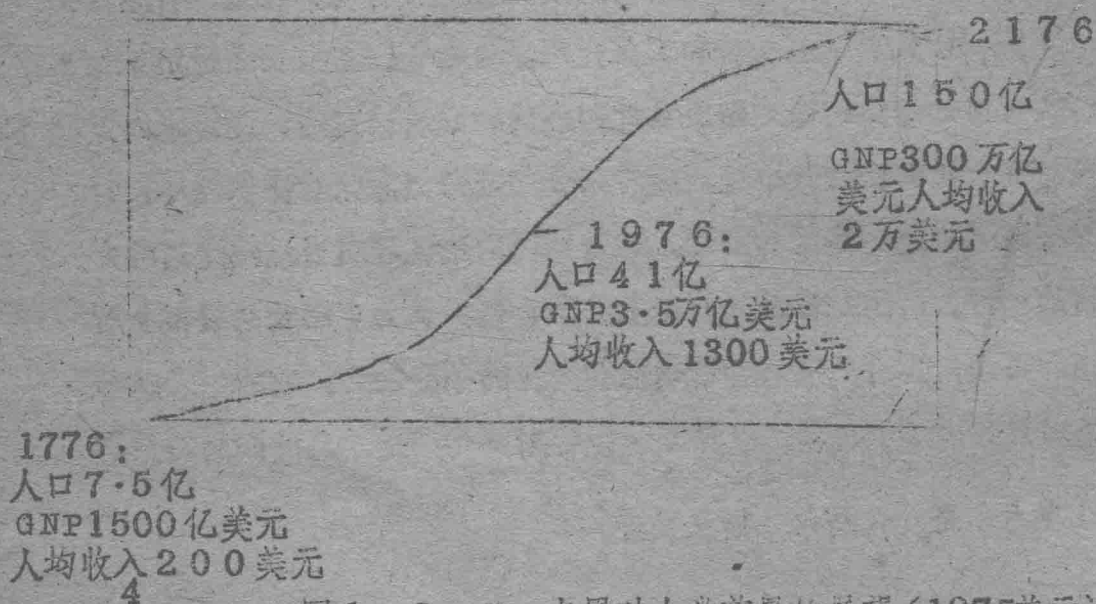 2176
人口150亿
GNP300万亿
美元人均收入
2万美元
1976:
人口41亿
GNP3·5万亿美元
人均收入1300美元
1776:
人口7·5亿
GNP1500亿美元
人均收入200美元
4